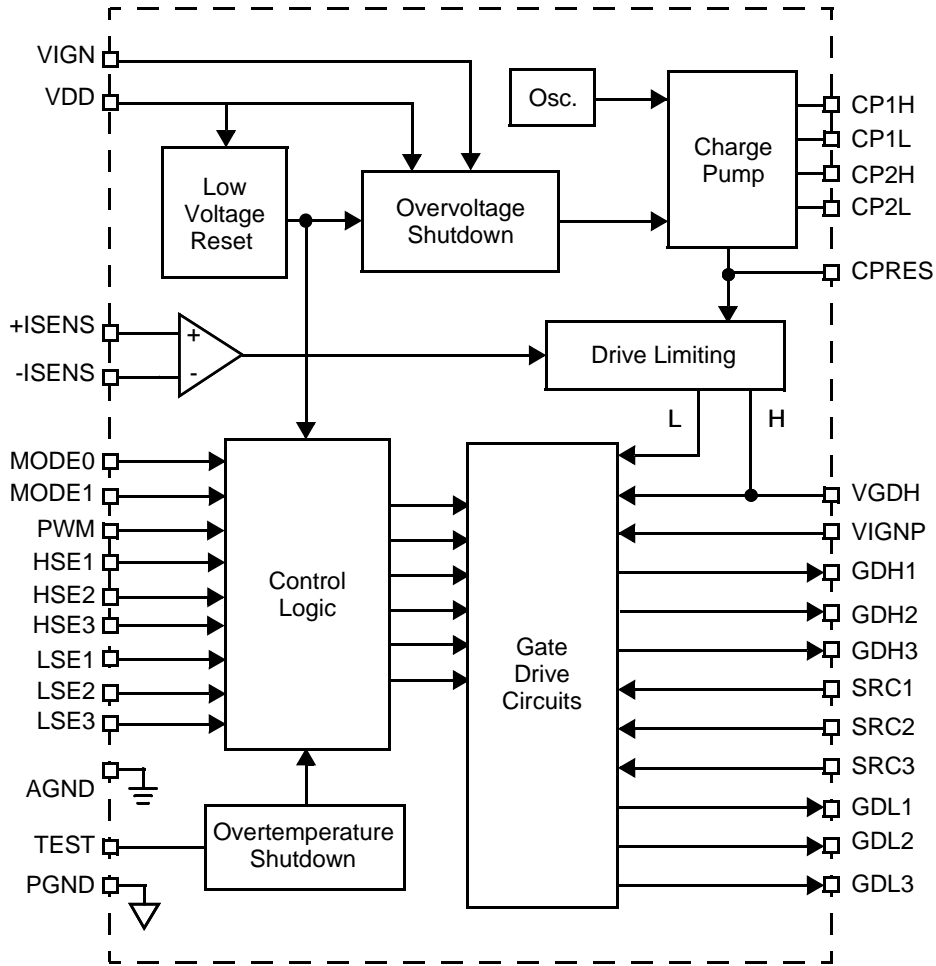 VIGN
VDD
Osc.
Charge
Pump
CP1H
CP1L
CP2H
CP2L
CPRES
Low
Voltage
Reset
Overvoltage
Shutdown
+ISENS
-ISENS
+
-
Drive Limiting
L
H
MODE0
MODE1
PWM
HSE1
HSE2
HSE3
LSE1
LSE2
LSE3
AGND
TEST
PGND
Control
Logic
Overtemperature
Shutdown
Gate
Drive
Circuits
VGDH
VIGNP
GDH1
GDH2
GDH3
SRC1
SRC2
SRC3
GDL1
GDL2
GDL3